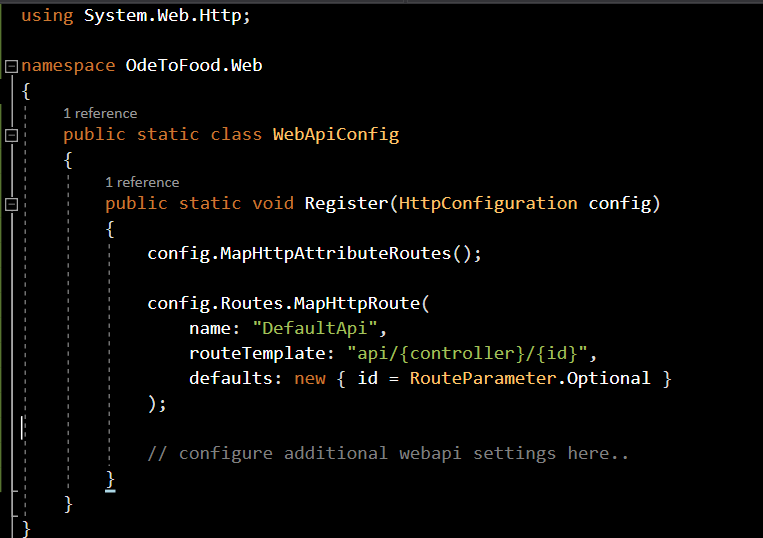 using System.Web.Http;
namespace OdeToFood.Web
{
1 reference
public static class WebApiConfig
{
1 reference
public static void Register(HttpConfiguration config)
{
config.MapHttpAttributeRoutes();
config.Routes.MapHttpRoute(
name: "DefaultApi",
routeTemplate: "api/{controller}/{id}",
defaults: new { id = RouteParameter.Optional }
);
// configure additional webapi settings here..
}
}
}